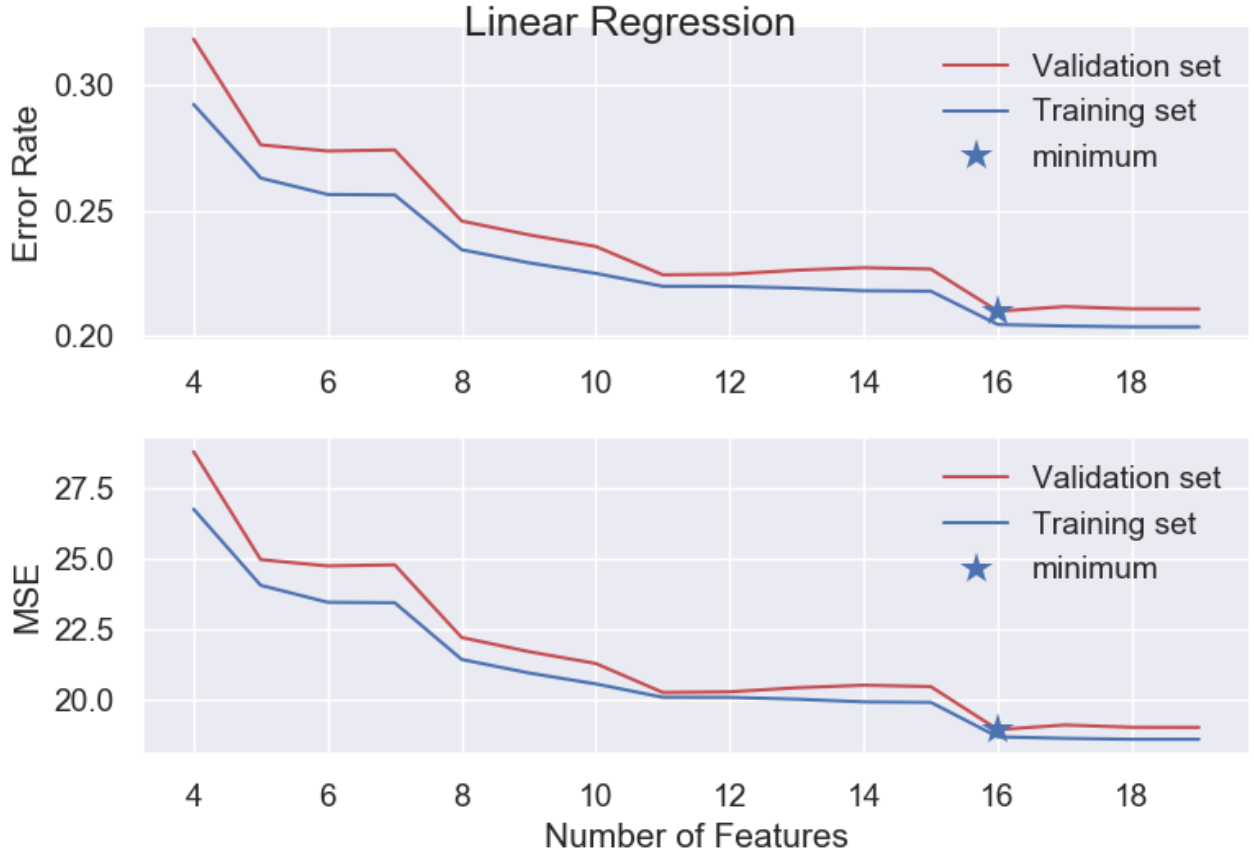 Linear Regression
Error Rate
0.30
0.25
0.20
Validation set
Training set
minimum
4 6 8 10 12 14 16 18
MSE
27.5
25.0
22.5
20.0
Validation set
Training set
minimum
4 6 8 10 12 14 16 18
Number of Features